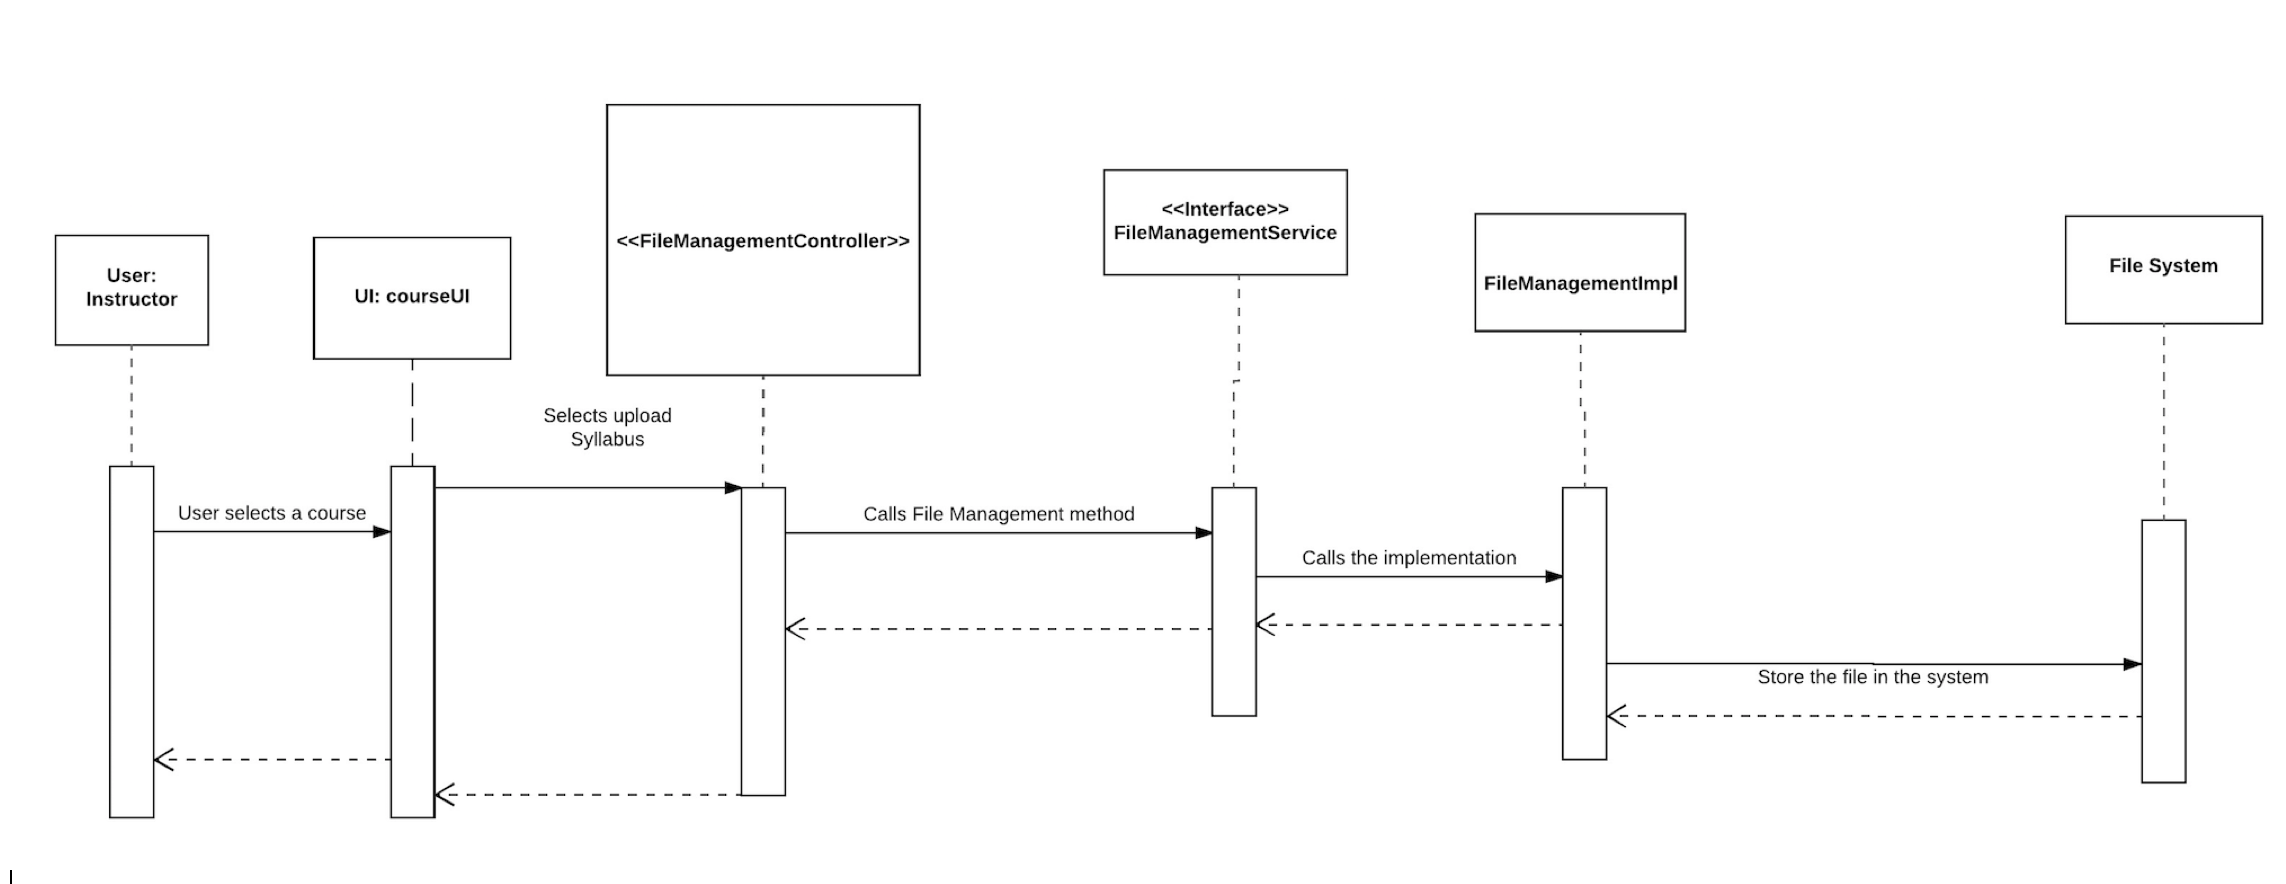 User:
Instructor
UI: courseUI
<<FileManagementController>>
<<Interface>>
FileManagementService
FileManagementImpl
File System
Selects upload
Syllabus
User selects a course
Calls File Management method
Calls the implementation
Store the file in the system